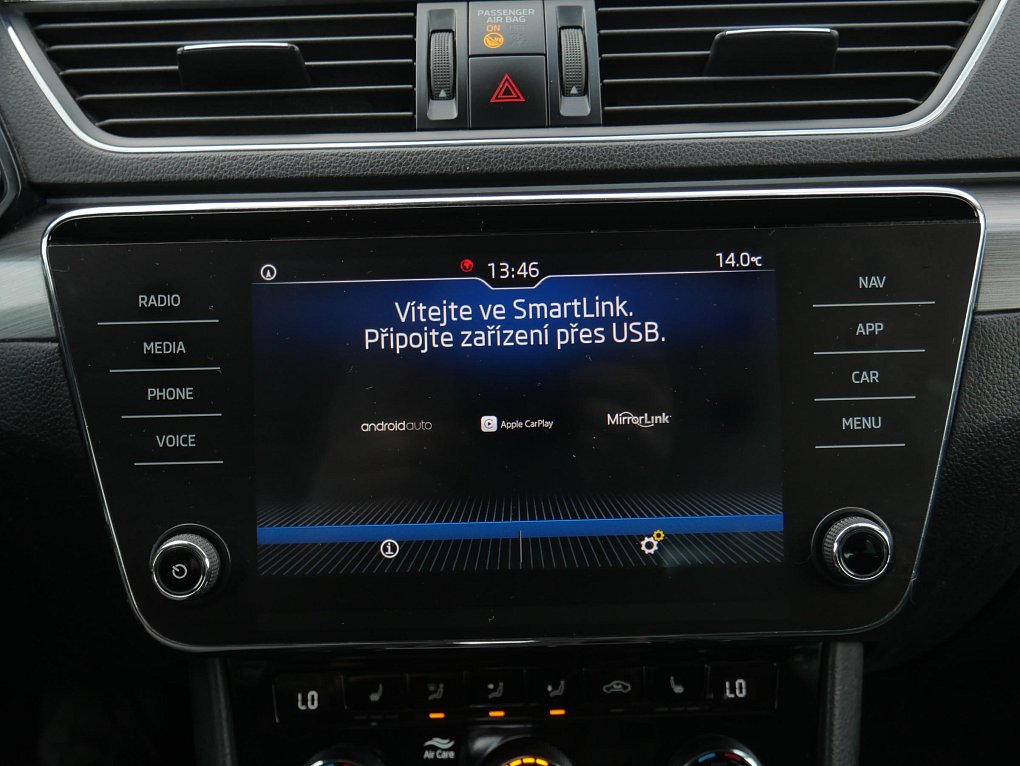 PASSENGER
AIR BAG
ON
13:46
14.0°C
Vítejte ve SmartLink.
Připojte zařízení přes USB.
androidauto
Apple CarPlay
MirrorLink
RADIO
MEDIA
PHONE
VOICE
NAV
APP
CAR
MENU
LO
LO
Air Care